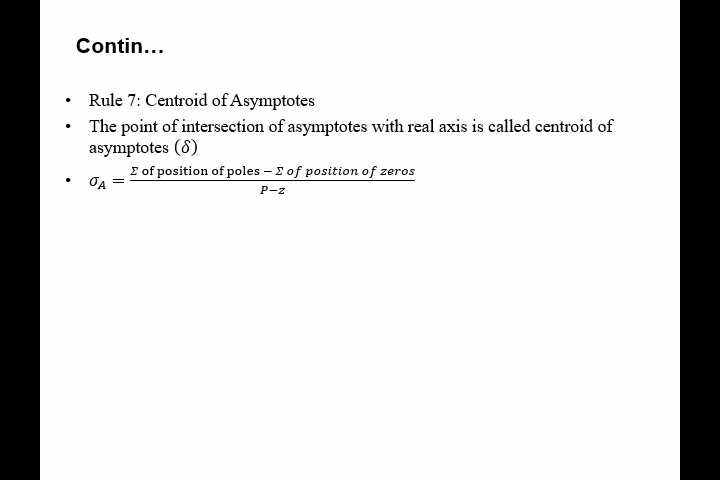 Contin…
• Rule 7: Centroid of Asymptotes
• The point of intersection of asymptotes with real axis is called centroid of
asymptotes (δ)
• σ_A = (Σ of position of poles − Σ of position of zeros) / (P−z)